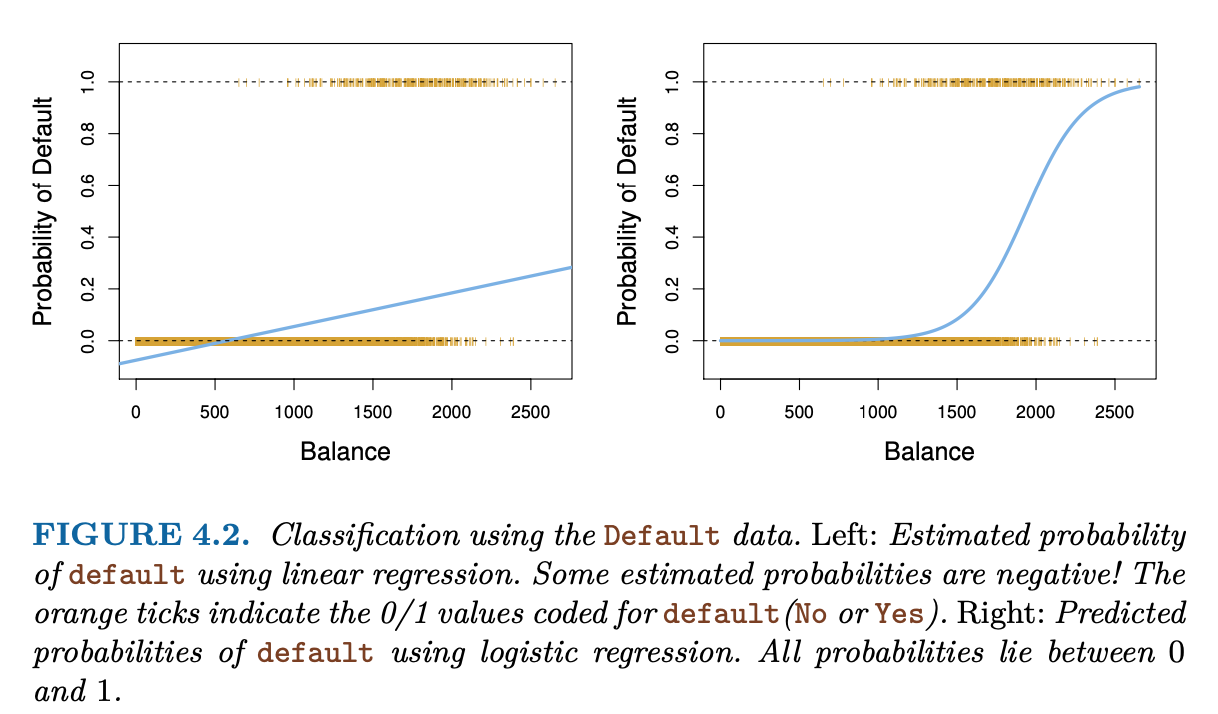 Probability of Default
0.0 0.2 0.4 0.6 0.8 1.0
0 500 1000 1500 2000 2500
Balance
Probability of Default
0.0 0.2 0.4 0.6 0.8 1.0
0 500 1000 1500 2000 2500
Balance
FIGURE 4.2. Classification using the Default data. Left: Estimated probability
of default using linear regression. Some estimated probabilities are negative! The
orange ticks indicate the 0/1 values coded for default(No or Yes). Right: Predicted
probabilities of default using logistic regression. All probabilities lie between 0
and 1.